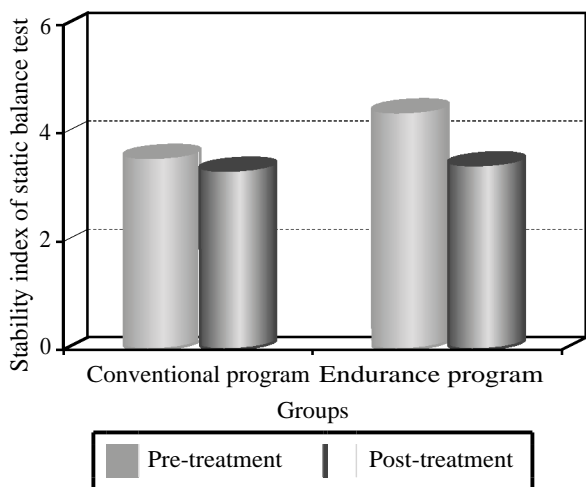 Stability index of static balance test
6
4
2
0
Conventional program Endurance program
Groups
Pre-treatment Post-treatment